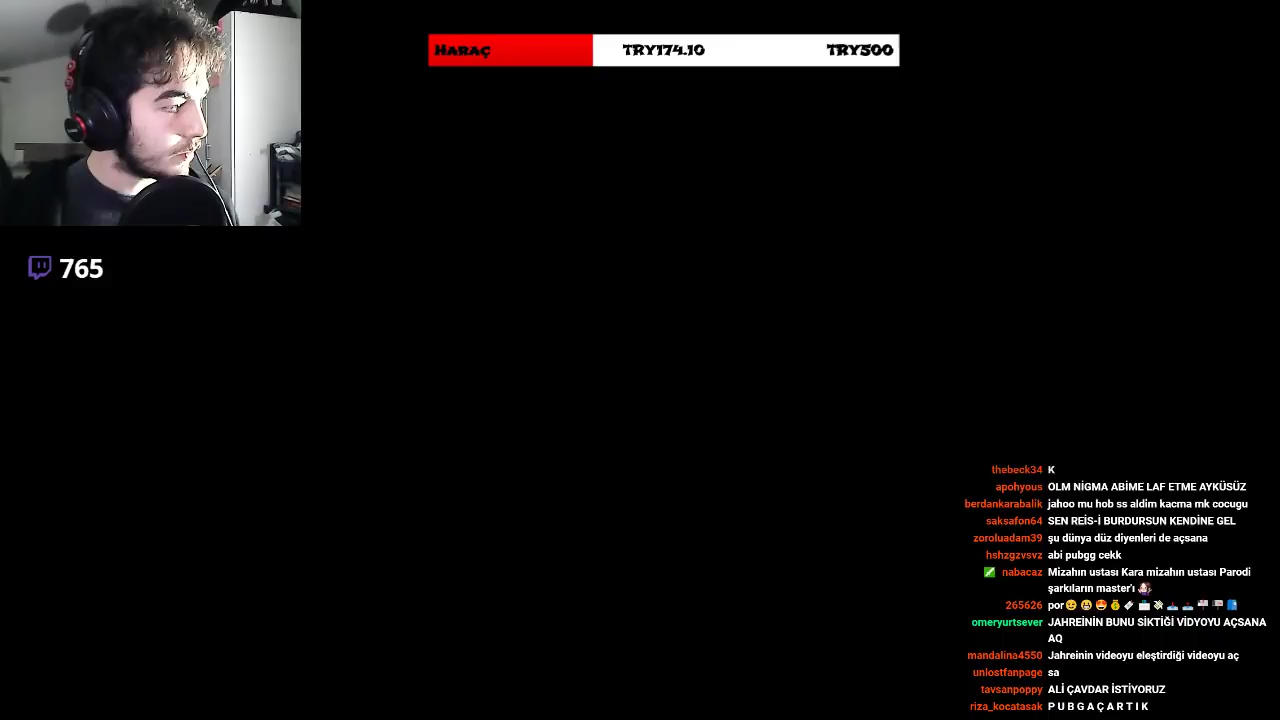 HARAÇ TRY174.10 TRY500
765
thebeck34 K
apohyous OLM NİGMA ABİME LAF ETME AYKÜSÜZ
berdankarabalik jahoo mu hob ss aldim kacma mk cocugu
saksafon64 SEN REİS-İ BURDURSUN KENDİNE GEL
zoroluadam39 şu dünya düz diyenleri de açsana
hshzgzvsvz abi pubgg cekk
nabacaz Mizahın ustası Kara mizahın ustası Parodi
şarkıların master'ı
265626 por
omeryurtsever JAHREİNİN BUNU SİKTİĞİ VİDYOYU AÇSANA
AQ
mandalina4550 Jahreinin videoyu eleştirdiği videoyu aç
unlostfanpage sa
tavsanpoppy ALİ ÇAVDAR İSTİYORUZ
riza_kocatasak P U B G A Ç A R T I K